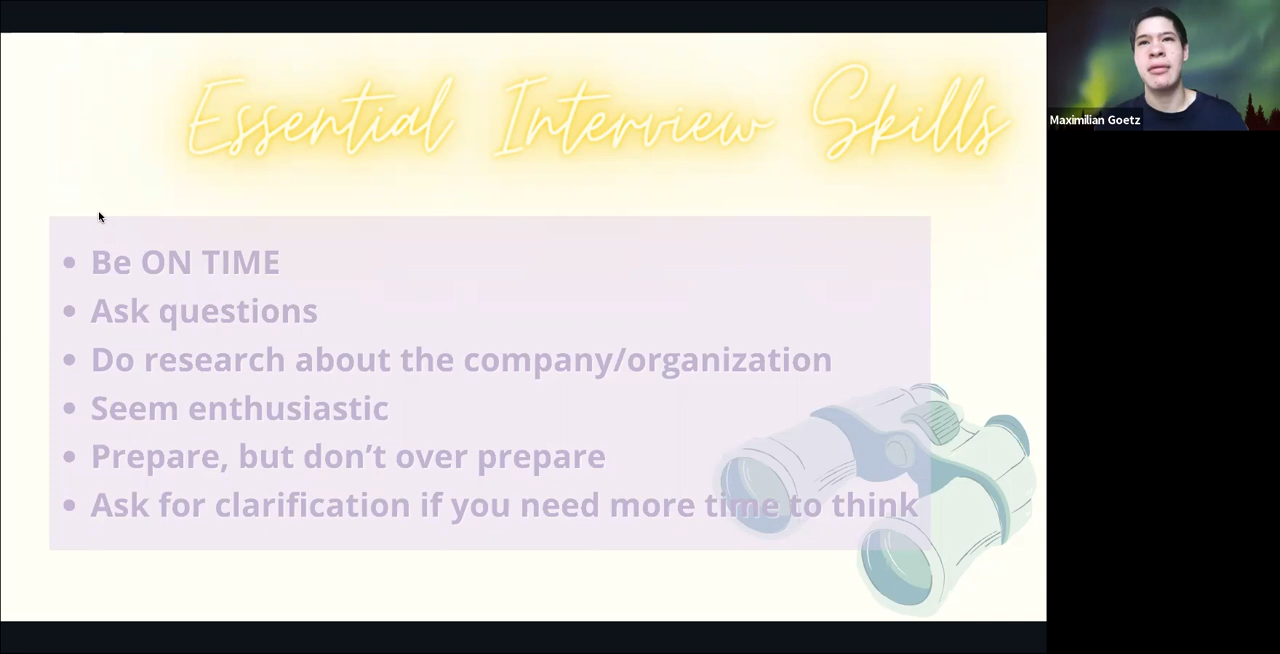 Essential Interview Skills
Maximilian Goetz
• Be ON TIME
• Ask questions
• Do research about the company/organization
• Seem enthusiastic
• Prepare, but don’t over prepare
• Ask for clarification if you need more time to think